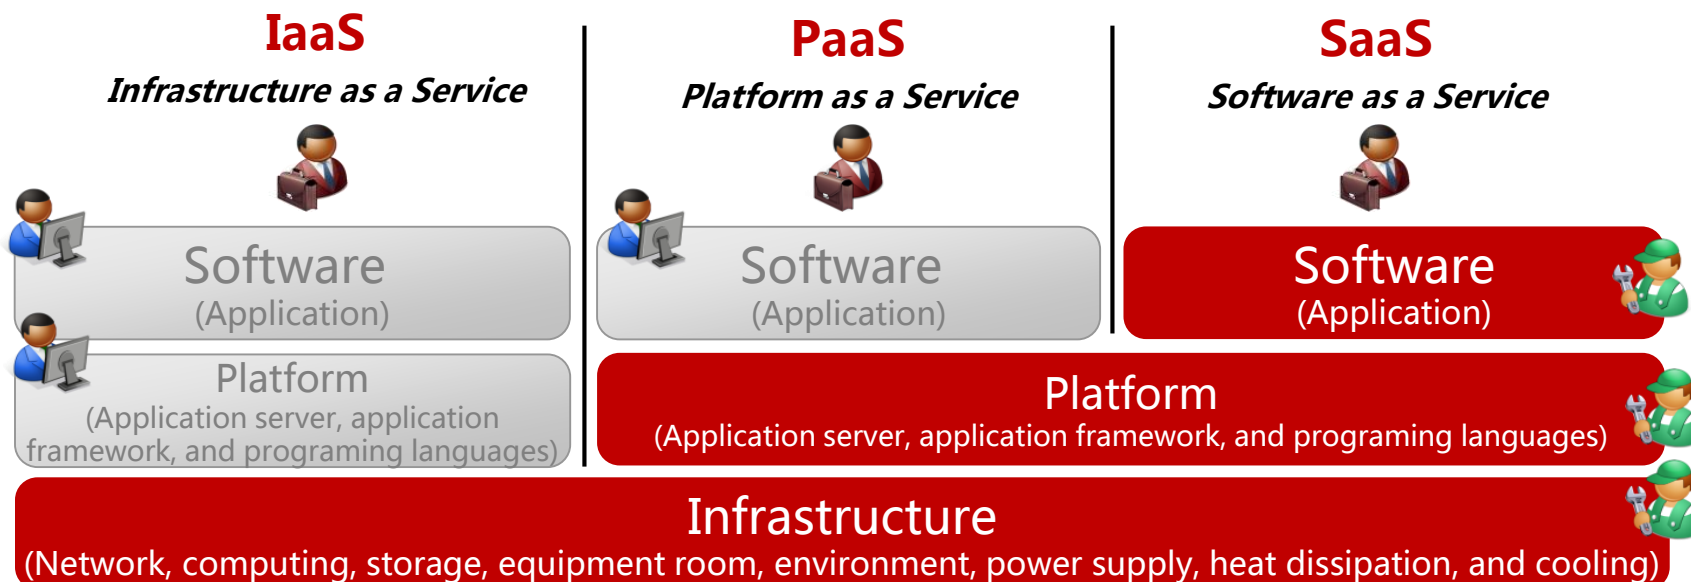 IaaS
Infrastructure as a Service
PaaS
Platform as a Service
SaaS
Software as a Service
Software
(Application)
Software
(Application)
Software
(Application)
Platform
(Application server, application
framework, and programing languages)
Platform
(Application server, application framework, and programing languages)
Infrastructure
(Network, computing, storage, equipment room, environment, power supply, heat dissipation, and cooling)